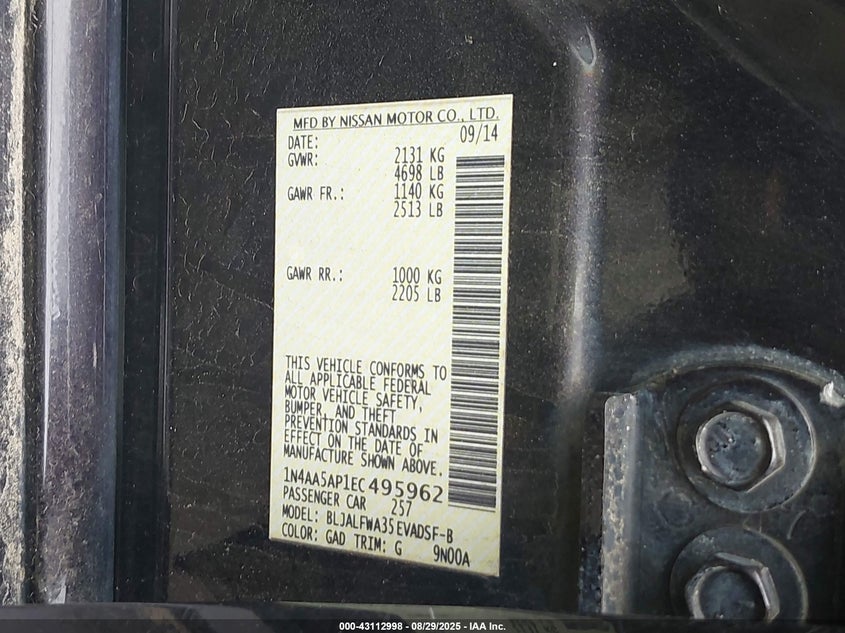 MFD BY NISSAN MOTOR CO., LTD.
DATE: 09/14
GVWR: 2131 KG
4698 LB
GAWR FR.: 1140 KG
2513 LB
GAWR RR.: 1000 KG
2205 LB
THIS VEHICLE CONFORMS TO
ALL APPLICABLE FEDERAL
MOTOR VEHICLE SAFETY,
BUMPER, AND THEFT
PREVENTION STANDARDS IN
EFFECT ON THE DATE OF
MANUFACTURE SHOWN ABOVE.
1N4AA5AP1EC495962
PASSENGER CAR 257
MODEL: BLJALFWA35EVADSF-B
COLOR: GAD TRIM: G 9N00A
000-43112998 - 08/29/2025 - IAA Inc.